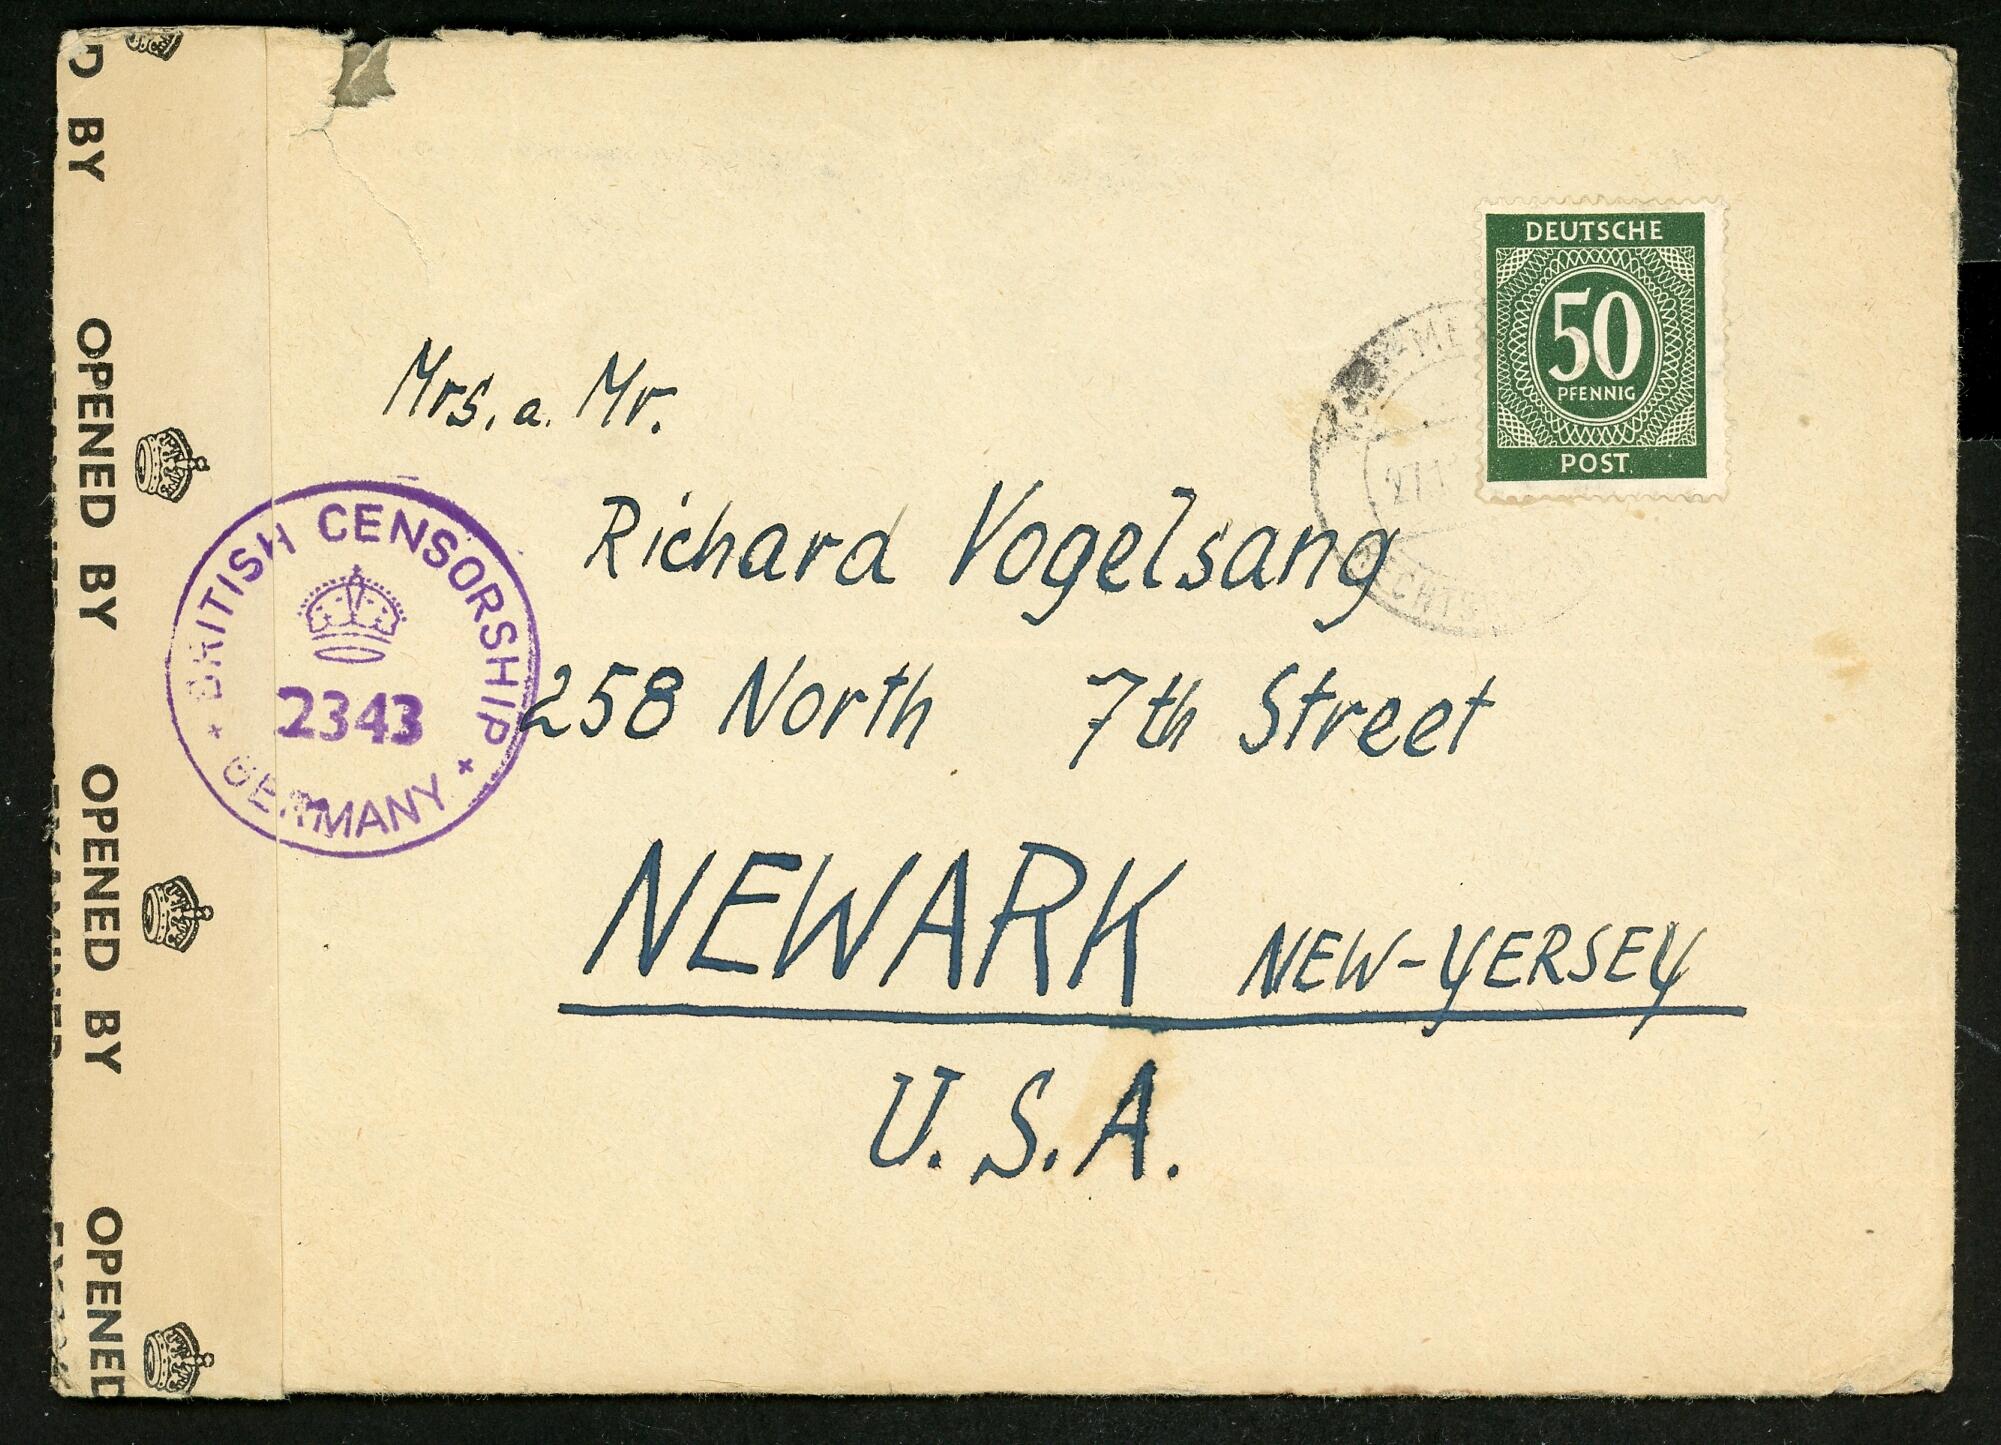 DEUTSCHE
50
PFENNIG
POST
Mrs. a. Mr.
Richard Vogelsang
258 North 7th Street
NEWARK NEW-YERSEY
U.S.A.
BRITISH CENSORSHIP
2343
GERMANY
D BY
OPENED BY
OPENED BY
OPENED